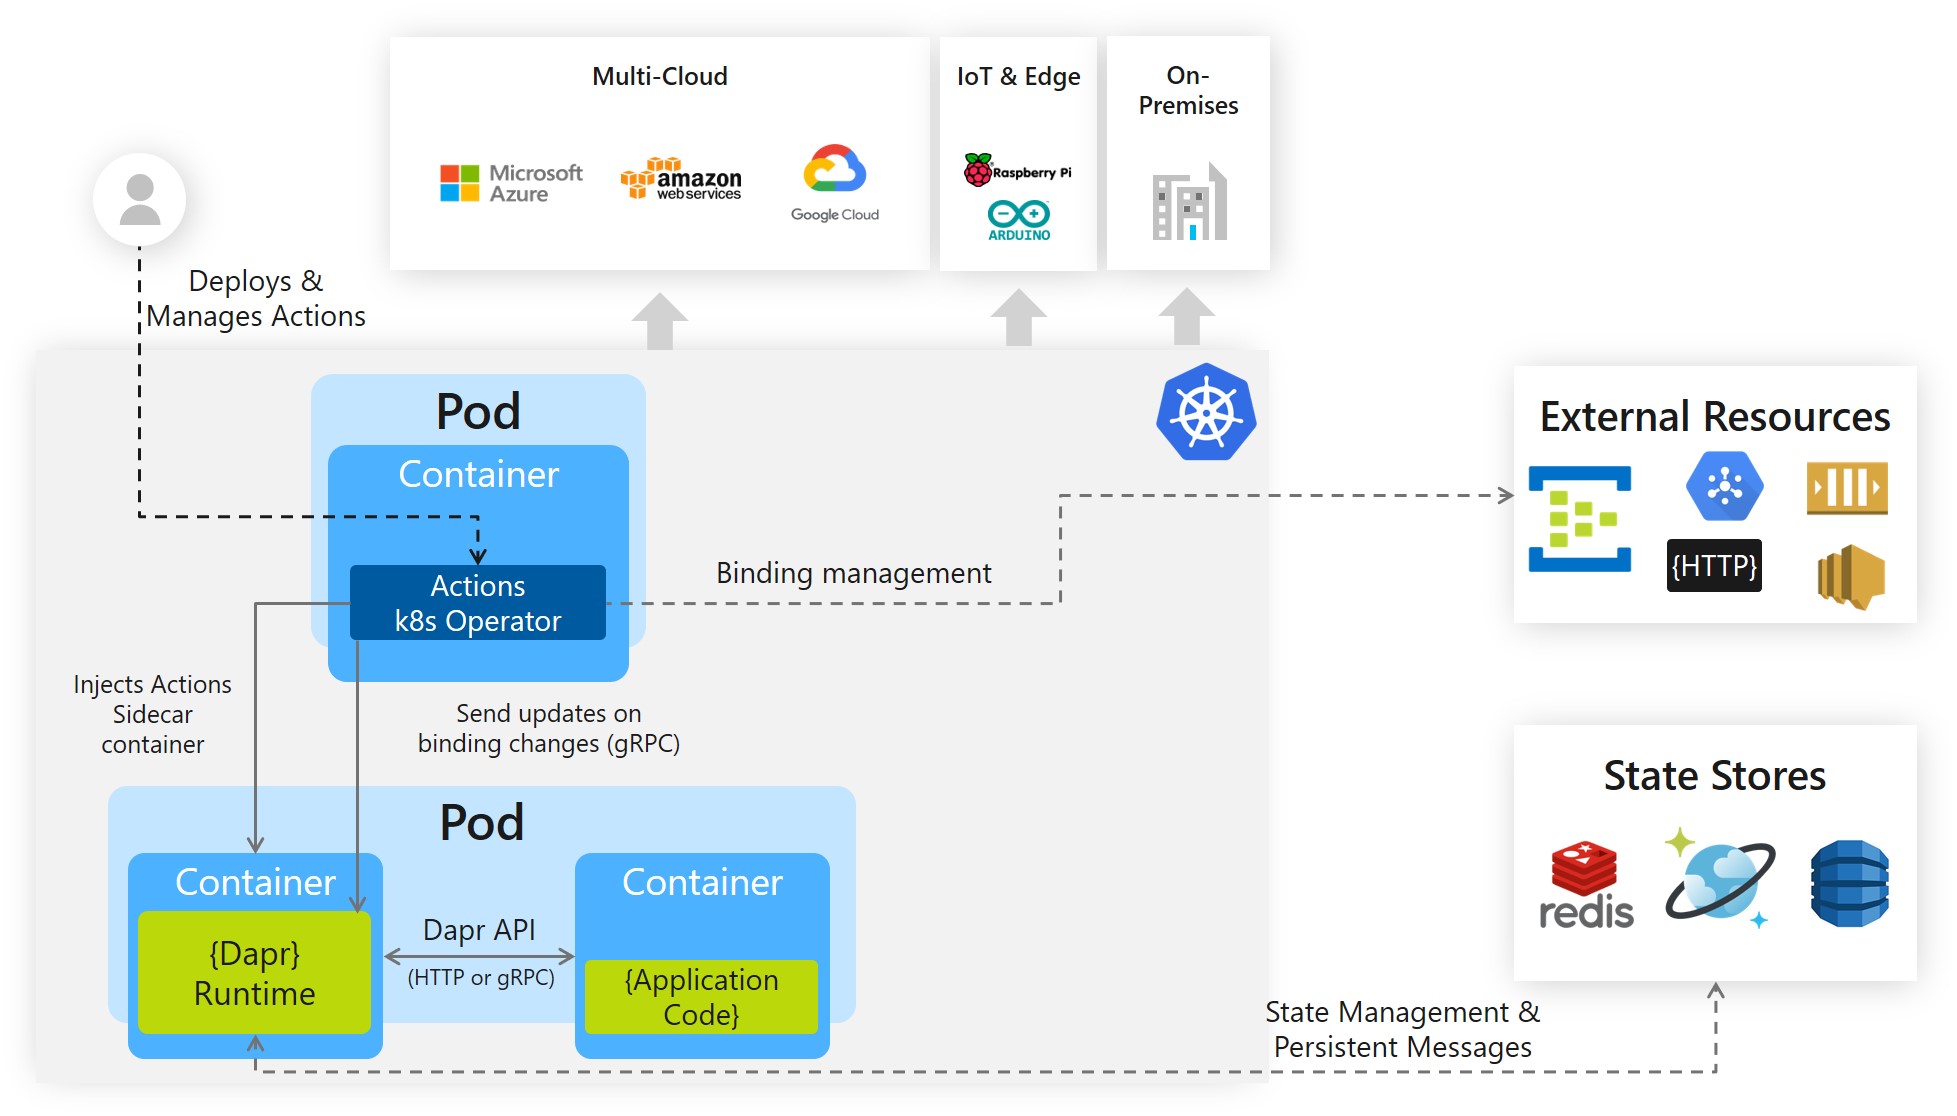 Multi-Cloud
IoT & Edge
On-
Premises
Microsoft
Azure
amazon
web services
Google Cloud
Raspberry Pi
ARDUINO
Deploys &
Manages Actions
Pod
Container
Actions
k8s Operator
Binding management
External Resources
{HTTP}
Injects Actions
Sidecar
container
Send updates on
binding changes (gRPC)
Pod
Container
{Dapr}
Runtime
Dapr API
(HTTP or gRPC)
Container
{Application
Code}
State Stores
redis
State Management &
Persistent Messages